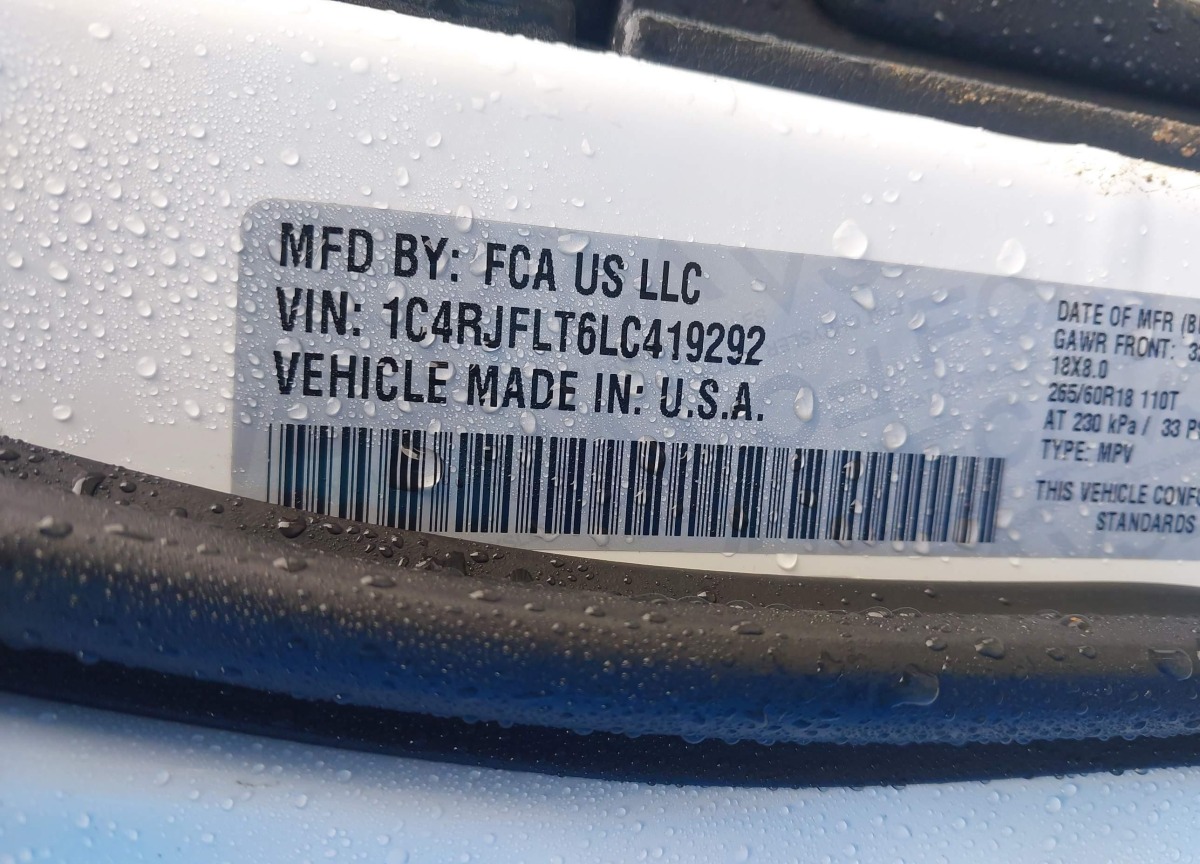 MFD BY: FCA US LLC
VIN: 1C4RJFLT6LC419292
VEHICLE MADE IN: U.S.A.
DATE OF MFR
GAWR FRONT:
18X8.0
265/60R18 110T
AT 230 kPa / 33
TYPE: MPV
THIS VEHICLE
STANDARDS